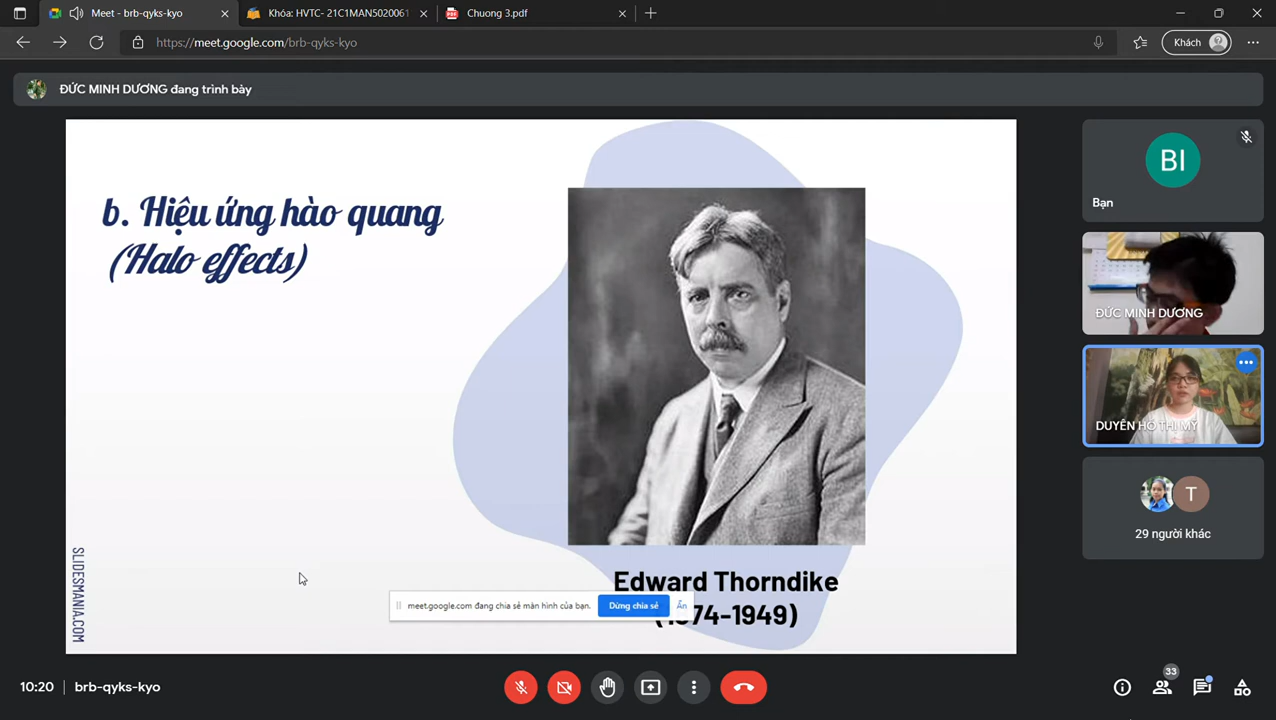 Meet - brb-qyks-kyo
Khóa: HVTC- 21C1MAN5020061
Chuong 3.pdf
https://meet.google.com/brb-qyks-kyo
Khách
ĐỨC MINH DƯƠNG đang trình bày
b. Hiệu ứng hào quang
(Halo effects)
Edward Thorndike
(1874-1949)
SLIDESMANIA.COM
meet.google.com đang chia sẻ màn hình của bạn.
Dừng chia sẻ
Ẩn
BI
Bạn
ĐỨC MINH DƯƠNG
DUYÊN HỒ THỊ MỸ
T
29 người khác
10:20
brb-qyks-kyo
33